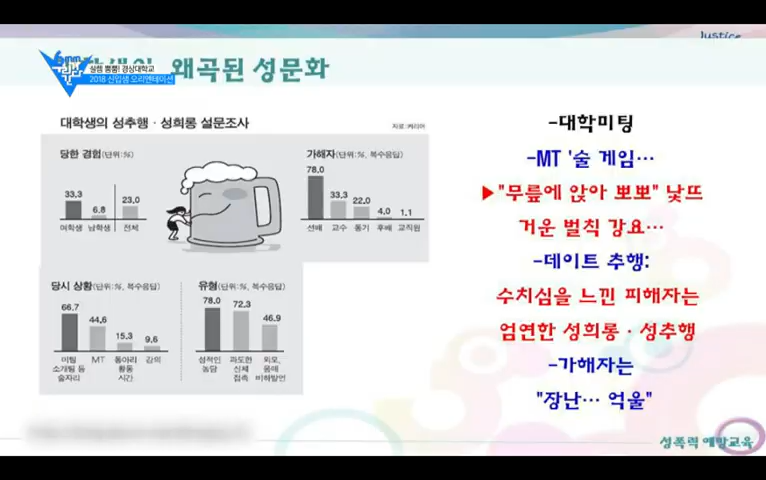 Justice
왜곡된 성문화
설렘 뿜뿜! 경상대학교
2018 신입생 오리엔테이션
대학생의 성추행·성희롱 설문조사
자료:커리어
당한 경험(단위:%)
33,3
6,8
23,0
여학생
남학생
전체
가해자(단위:%, 복수응답)
78,0
33,3
22,0
4,0
1,1
선배
교수
동기
후배
교직원
당시 상황(단위:%, 복수응답)
66,7
44,6
15,3
9,6
미팅
소개팅 등
술자리
MT
동아리
활동
시간
강의
유형(단위:%, 복수응답)
78,0
72,3
46,9
성적인
농담
과도한
신체
접촉
외모,
몸매
비하발언
-대학미팅
-MT '술 게임…
▶"무릎에 앉아 뽀뽀" 낯뜨
거운 벌칙 강요…
-데이트 추행:
수치심을 느낀 피해자는
엄연한 성희롱·성추행
-가해자는
"장난… 억울"
성폭력 예방교육